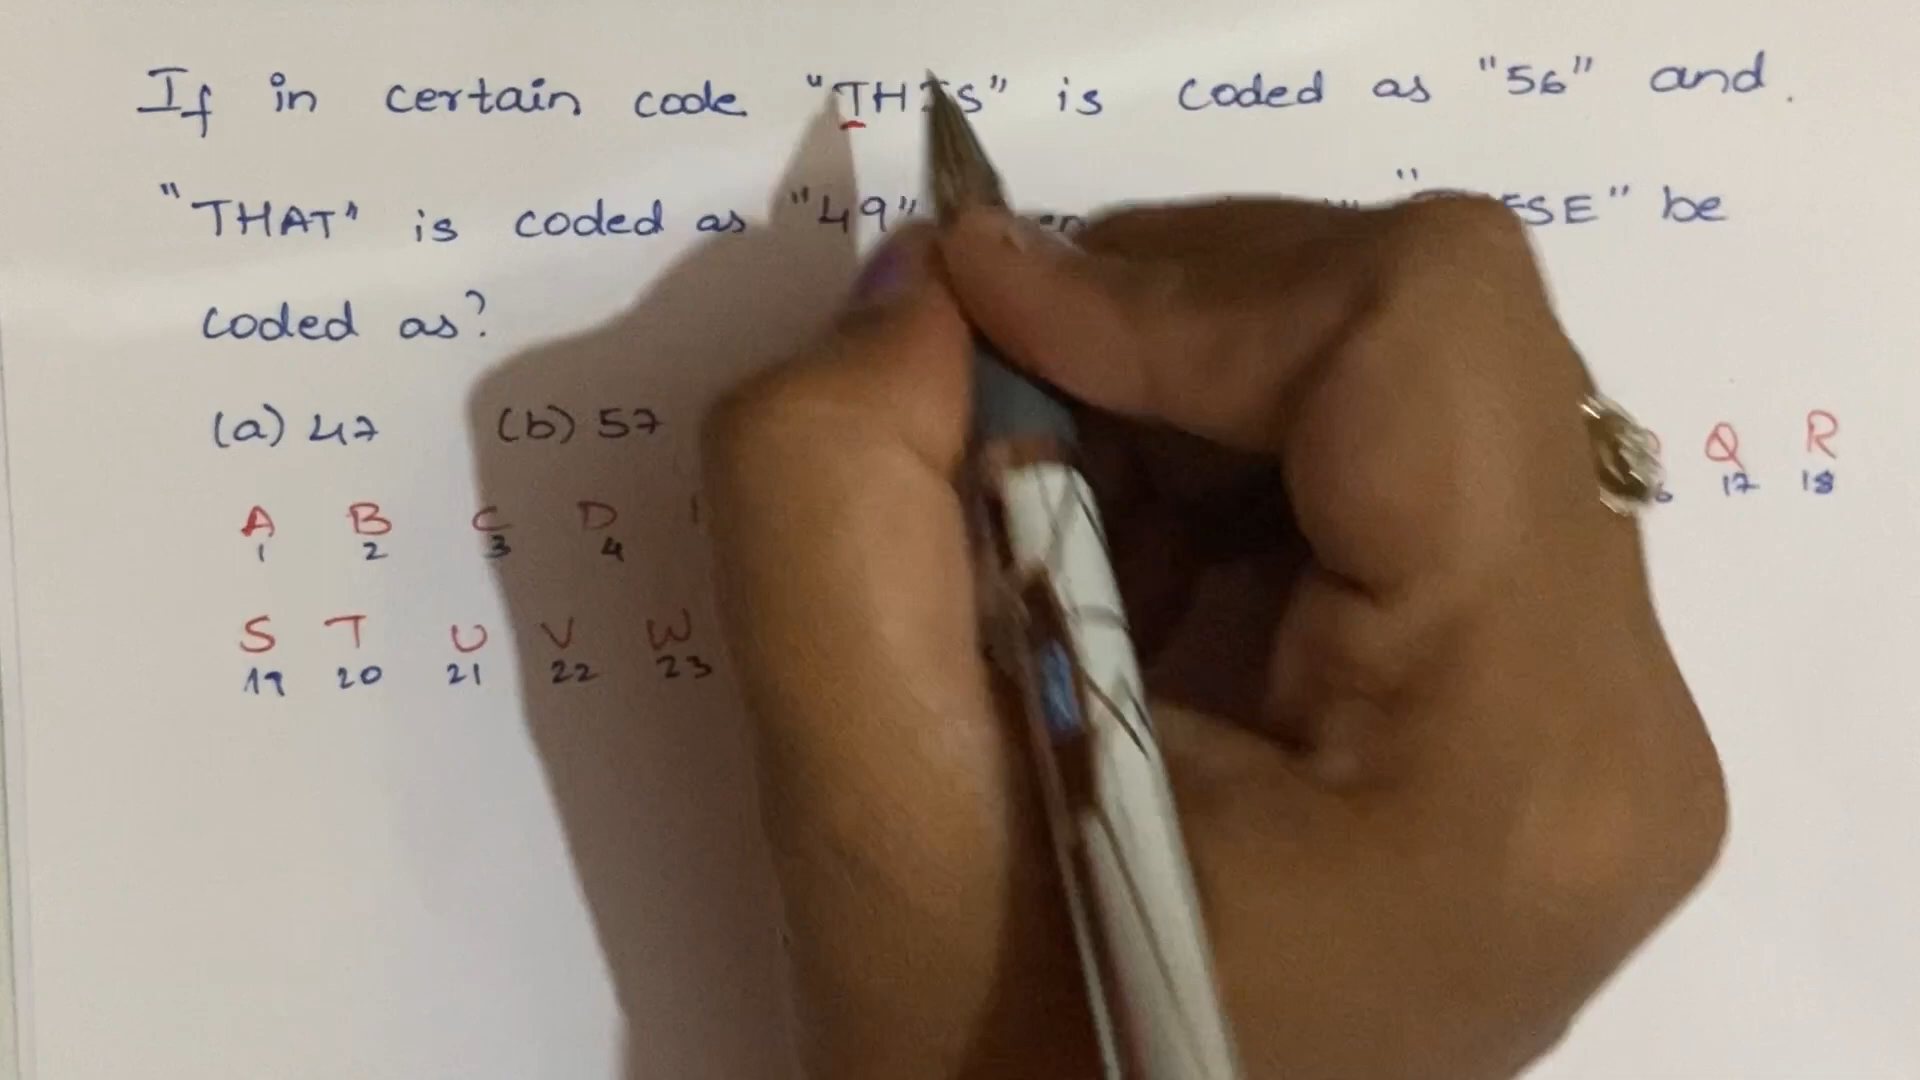 If in certain code "THIS" is coded as "56" and.
"THAT" is coded as "49" be
coded as?
(a) 47 (b) 57
Q R
17 18
A B C D
1 2 3 4
S T U V W
19 20 21 22 23